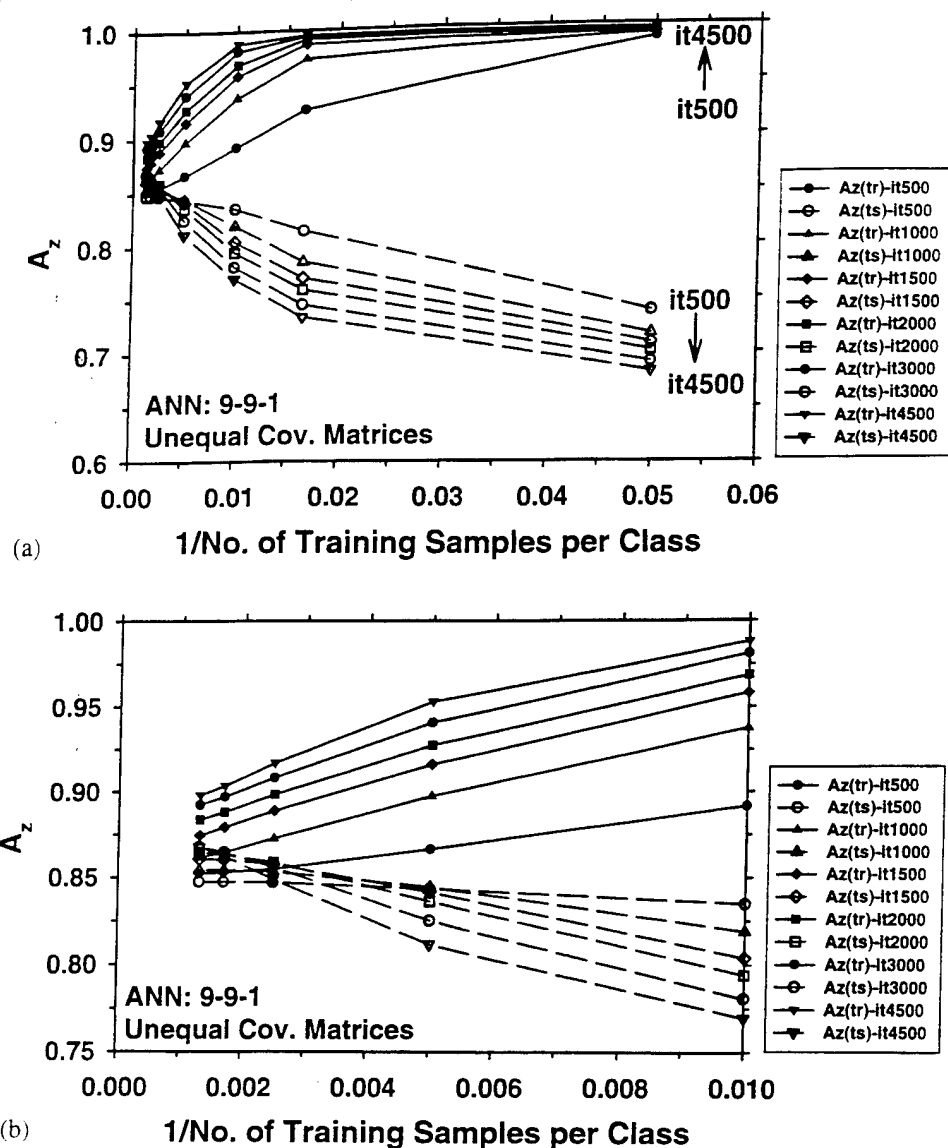 1.0
0.9
0.8
0.7
0.6
A_z
it4500
it500
it500
it4500
ANN: 9-9-1
Unequal Cov. Matrices
0.00 0.01 0.02 0.03 0.04 0.05 0.06
(a) 1/No. of Training Samples per Class
Az(tr)-it500
Az(ts)-it500
Az(tr)-it1000
Az(ts)-it1000
Az(tr)-it1500
Az(ts)-it1500
Az(tr)-it2000
Az(ts)-it2000
Az(tr)-it3000
Az(ts)-it3000
Az(tr)-it4500
Az(ts)-it4500
1.00
0.95
0.90
0.85
0.80
0.75
A_z
ANN: 9-9-1
Unequal Cov. Matrices
0.000 0.002 0.004 0.006 0.008 0.010
(b) 1/No. of Training Samples per Class
Az(tr)-it500
Az(ts)-it500
Az(tr)-it1000
Az(ts)-it1000
Az(tr)-it1500
Az(ts)-it1500
Az(tr)-it2000
Az(ts)-it2000
Az(tr)-it3000
Az(ts)-it3000
Az(tr)-it4500
Az(ts)-it4500